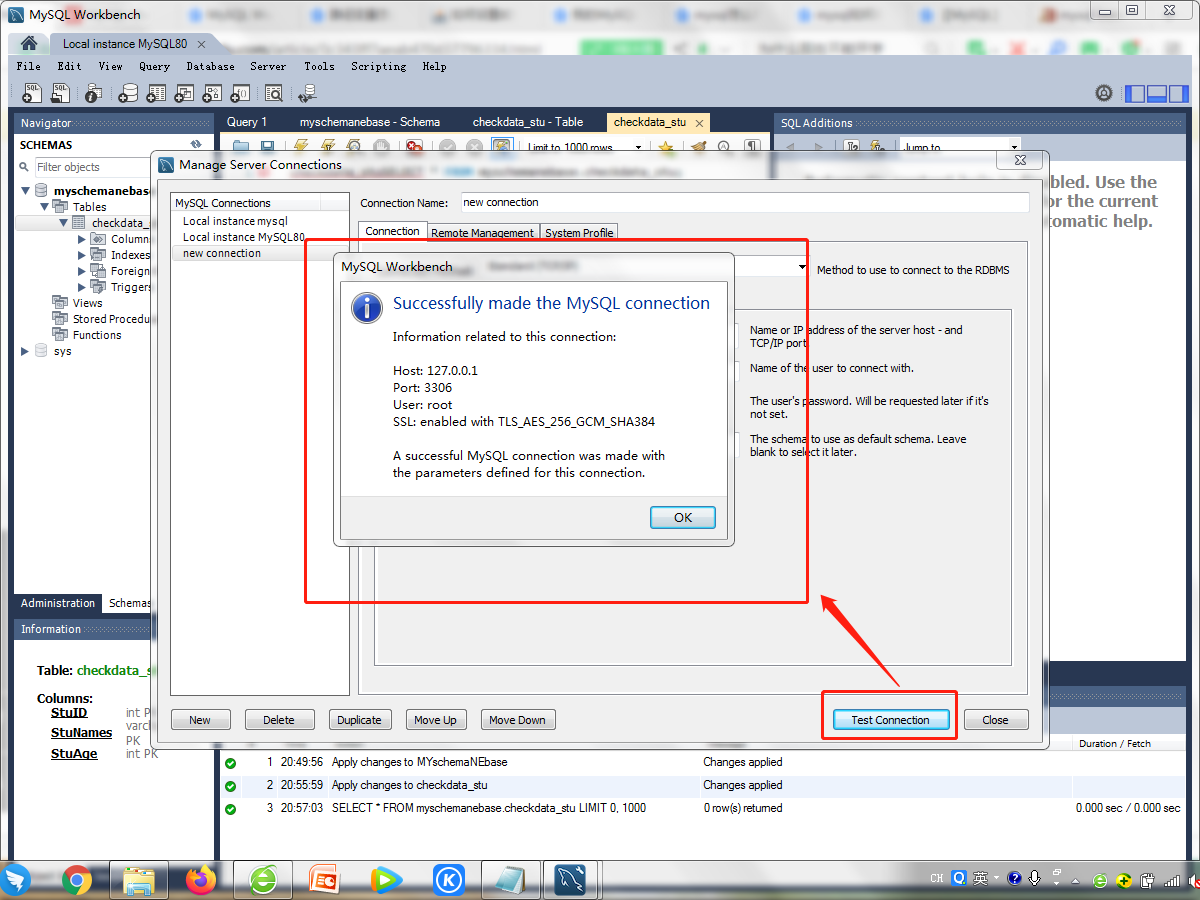 MySQL Workbench
Local instance MySQL80
File Edit View Query Database Server Tools Scripting Help
Navigator
SCHEMAS
Filter objects
myschemanebase
Tables
checkdata_
Columns
Indexes
Foreign
Triggers
Views
Stored Procedu
Functions
sys
Query 1
myschemanebase - Schema
checkdata_stu - Table
checkdata_stu
Limit to 1000 rows
SQL Additions
Jump to
bled. Use the
or the current
tomatic help.
Manage Server Connections
MySQL Connections
Local instance mysql
Local instance MySQL80
new connection
Connection Name:
new connection
Connection
Remote Management
System Profile
Method to use to connect to the RDBMS
Name or IP address of the server host - and
TCP/IP port.
Name of the user to connect with.
The user's password. Will be requested later if it's
not set.
The schema to use as default schema. Leave
blank to select it later.
MySQL Workbench
Successfully made the MySQL connection
Information related to this connection:
Host: 127.0.0.1
Port: 3306
User: root
SSL: enabled with TLS_AES_256_GCM_SHA384
A successful MySQL connection was made with
the parameters defined for this connection.
OK
New
Delete
Duplicate
Move Up
Move Down
Test Connection
Close
Administration
Schemas
Information
Table: checkdata_s
Columns:
StuID int P
StuNames varch
PK
StuAge int PK
Duration / Fetch
1 20:49:56 Apply changes to MYschemaNEbase Changes applied
2 20:55:59 Apply changes to checkdata_stu Changes applied
3 20:57:03 SELECT * FROM myschemanebase.checkdata_stu LIMIT 0, 1000 0 row(s) returned 0.000 sec / 0.000 sec
CH
英